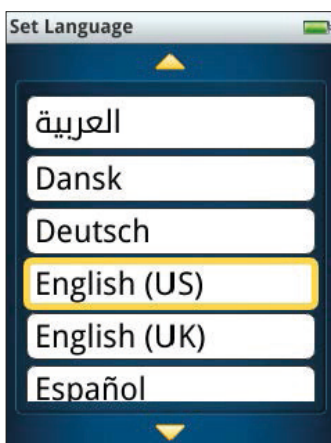 Set Language
العربية
Dansk
Deutsch
English (US)
English (UK)
Español